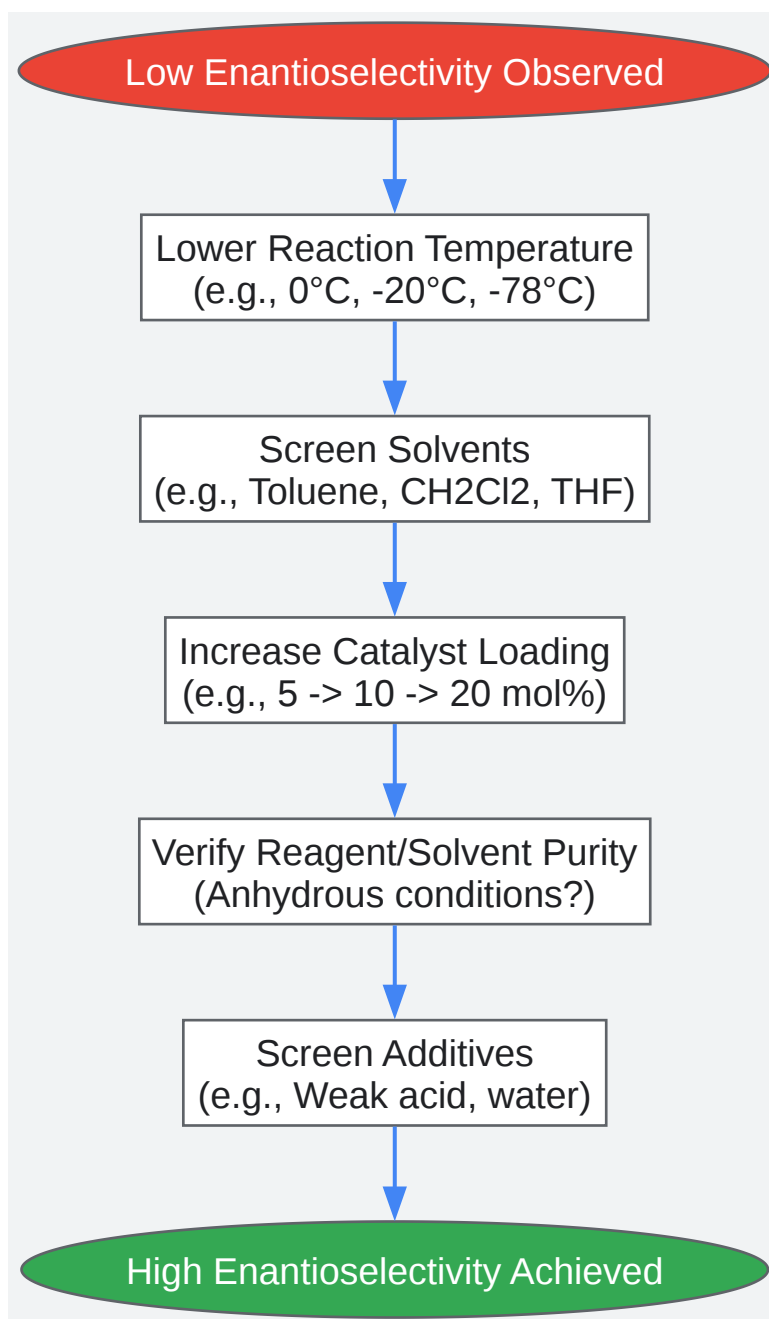 Low Enantioselectivity Observed
Lower Reaction Temperature
(e.g., 0°C, -20°C, -78°C)
Screen Solvents
(e.g., Toluene, CH2Cl2, THF)
Increase Catalyst Loading
(e.g., 5 -> 10 -> 20 mol%)
Verify Reagent/Solvent Purity
(Anhydrous conditions?)
Screen Additives
(e.g., Weak acid, water)
High Enantioselectivity Achieved